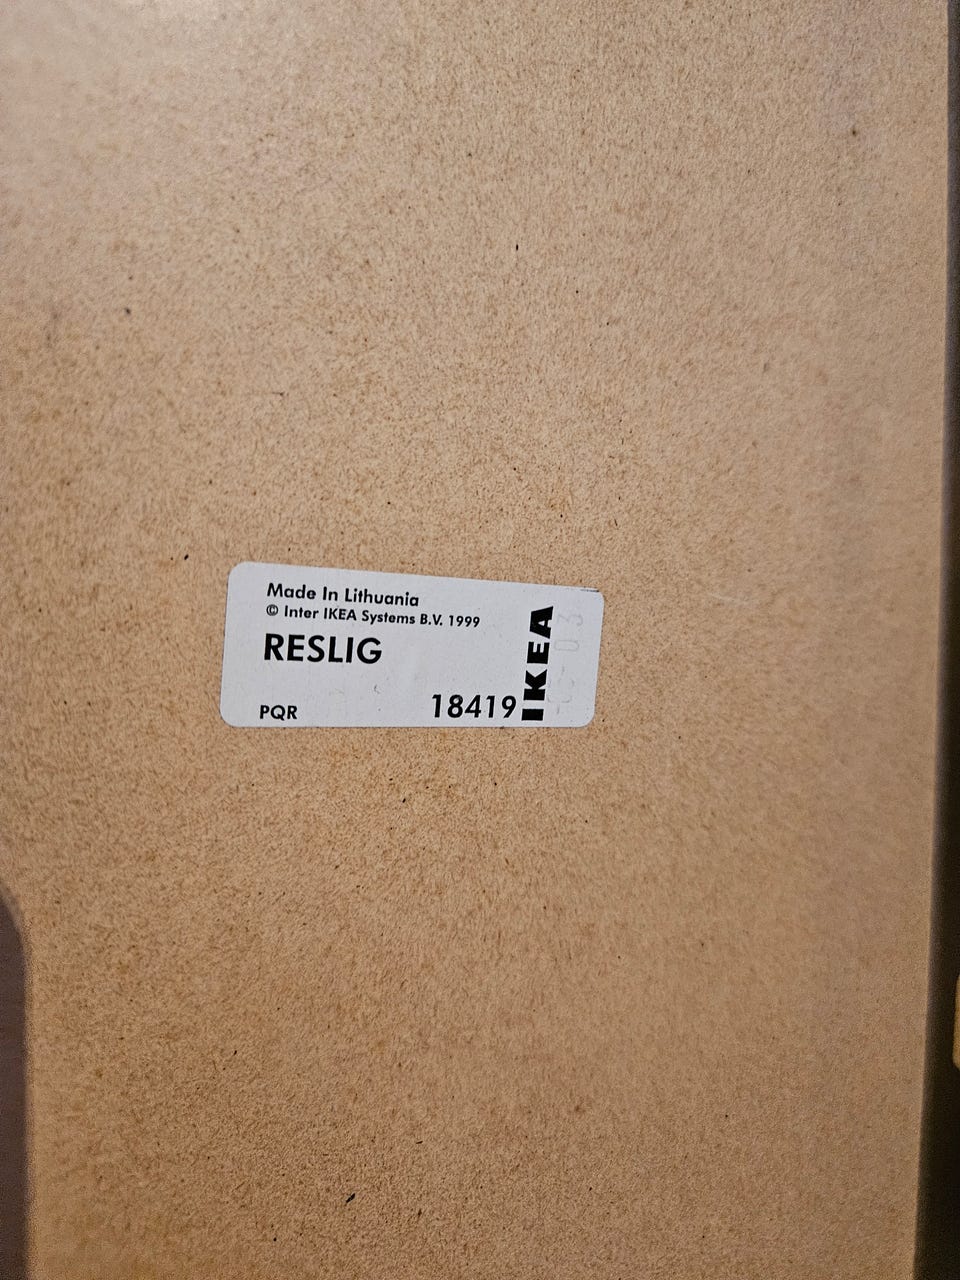 Made In Lithuania
© Inter IKEA Systems B.V. 1999
RESLIG
PQR
18419
IKEA